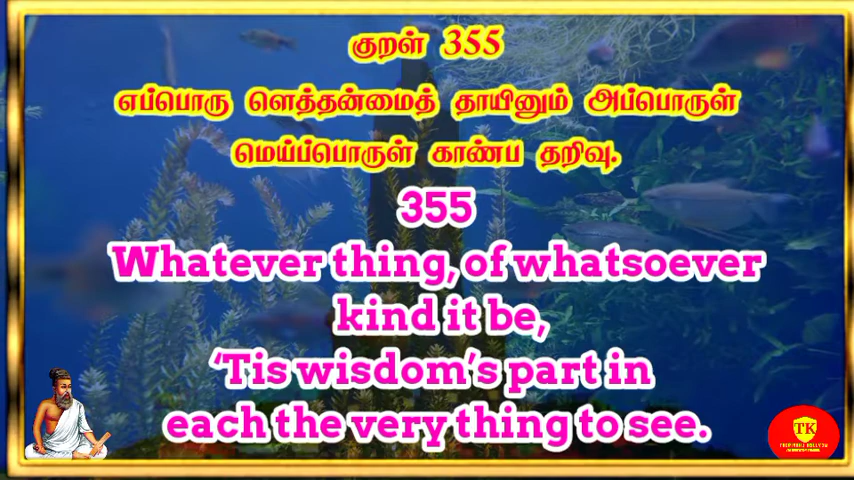 குறள் 355
எப்பொரு ளெத்தன்மைத் தாயினும் அப்பொருள்
மெய்ப்பொருள் காண்ப தறிவு.
355
Whatever thing, of whatsoever
kind it be,
‘Tis wisdom’s part in
each the very thing to see.
TK